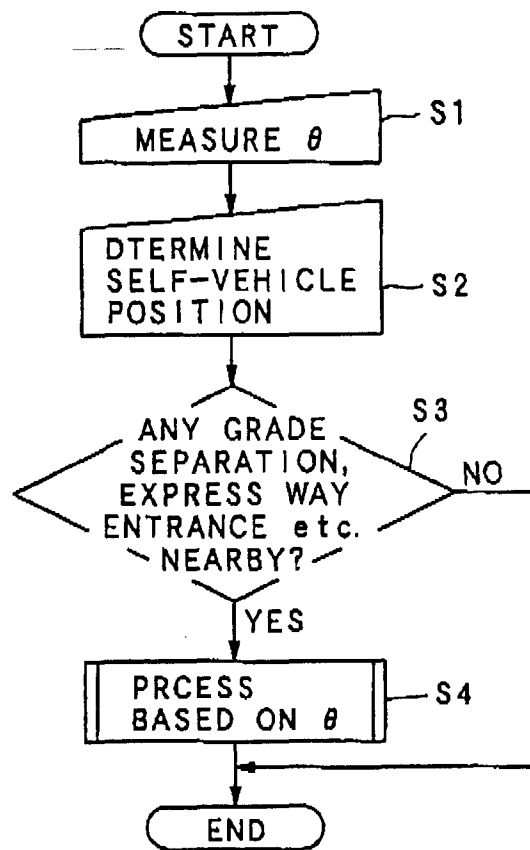 START
MEASURE θ
S1
DTERMINE
SELF-VEHICLE
POSITION
S2
ANY GRADE
SEPARATION,
EXPRESS WAY
ENTRANCE etc.
NEARBY?
S3
NO
YES
PRCESS
BASED ON θ
S4
END